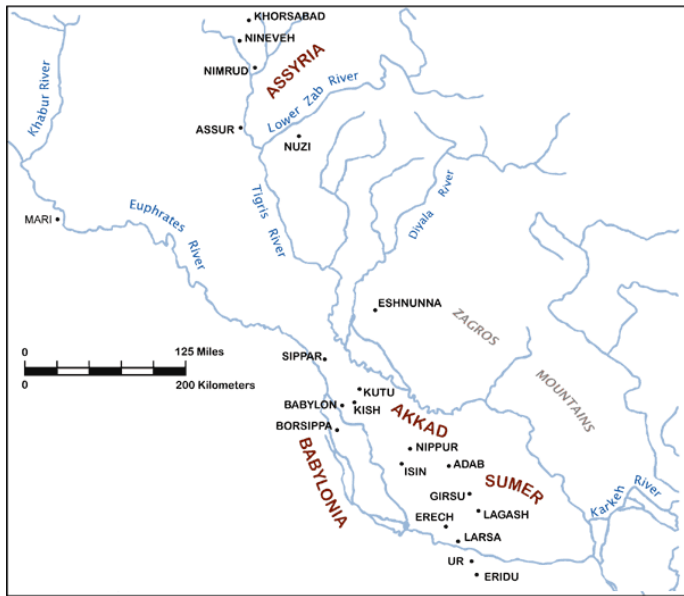 KHORSABAD
NINEVEH
NIMRUD
ASSYRIA
Khabur River
Lower Zab River
ASSUR
NUZI
MARI
Euphrates River
Tigris River
Diyala River
ESHNUNNA
ZAGROS
MOUNTAINS
0 125 Miles
0 200 Kilometers
SIPPAR
KUTU
BABYLON
KISH
AKKAD
BORSIPPA
BABYLONIA
NIPPUR
ISIN
ADAB
SUMER
GIRSU
LAGASH
ERECH
Karkeh River
LARSA
UR
ERIDU